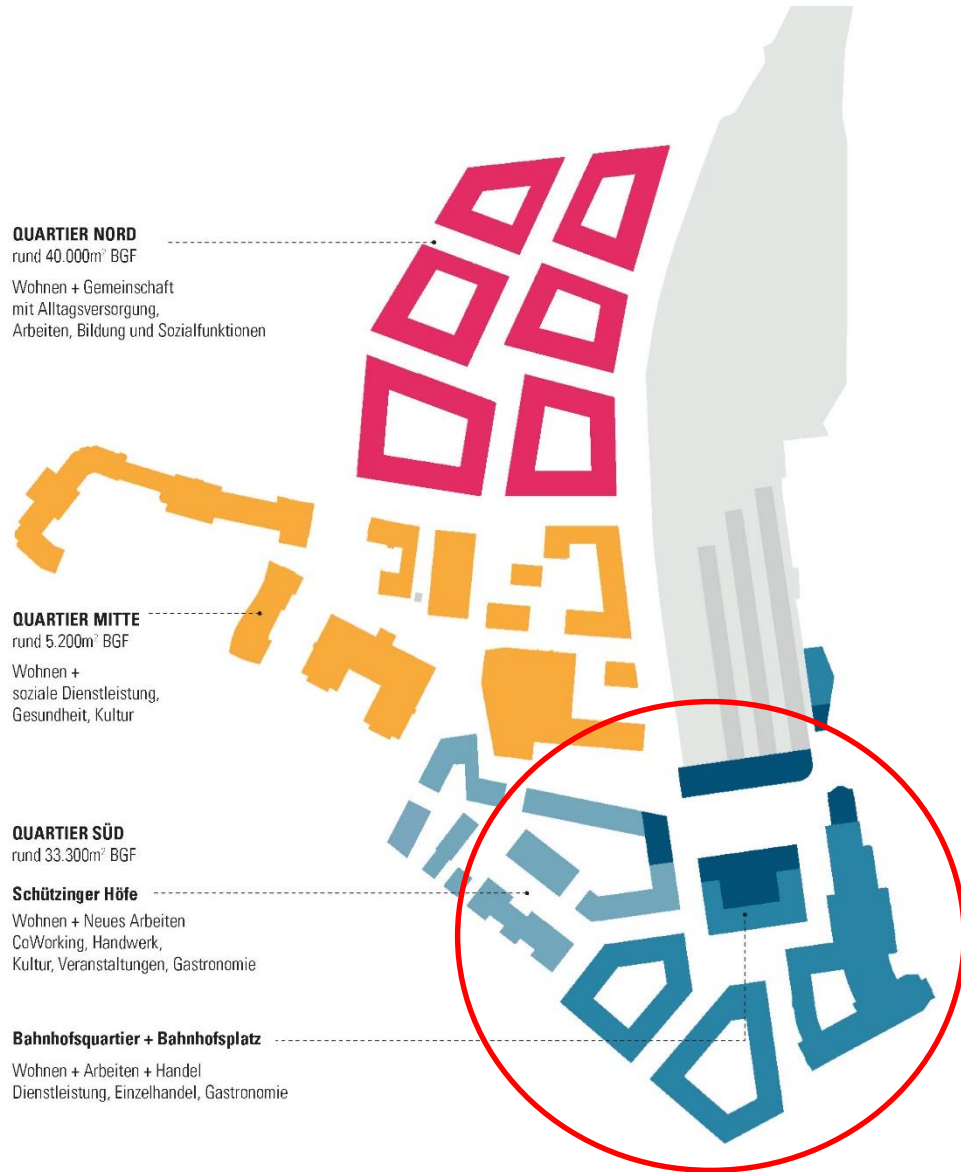 QUARTIER NORD
rund 40.000m² BGF
Wohnen + Gemeinschaft
mit Alltagsversorgung,
Arbeiten, Bildung und Sozialfunktionen
QUARTIER MITTE
rund 5.200m² BGF
Wohnen +
soziale Dienstleistung,
Gesundheit, Kultur
QUARTIER SÜD
rund 33.300m² BGF
Schützinger Höfe
Wohnen + Neues Arbeiten
CoWorking, Handwerk,
Kultur, Veranstaltungen, Gastronomie
Bahnhofsquartier + Bahnhofsplatz
Wohnen + Arbeiten + Handel
Dienstleistung, Einzelhandel, Gastronomie